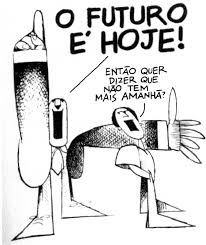 O FUTURO
É HOJE!
ENTÃO QUER
DIZER QUE
NÃO TEM
MAIS AMANHÃ?